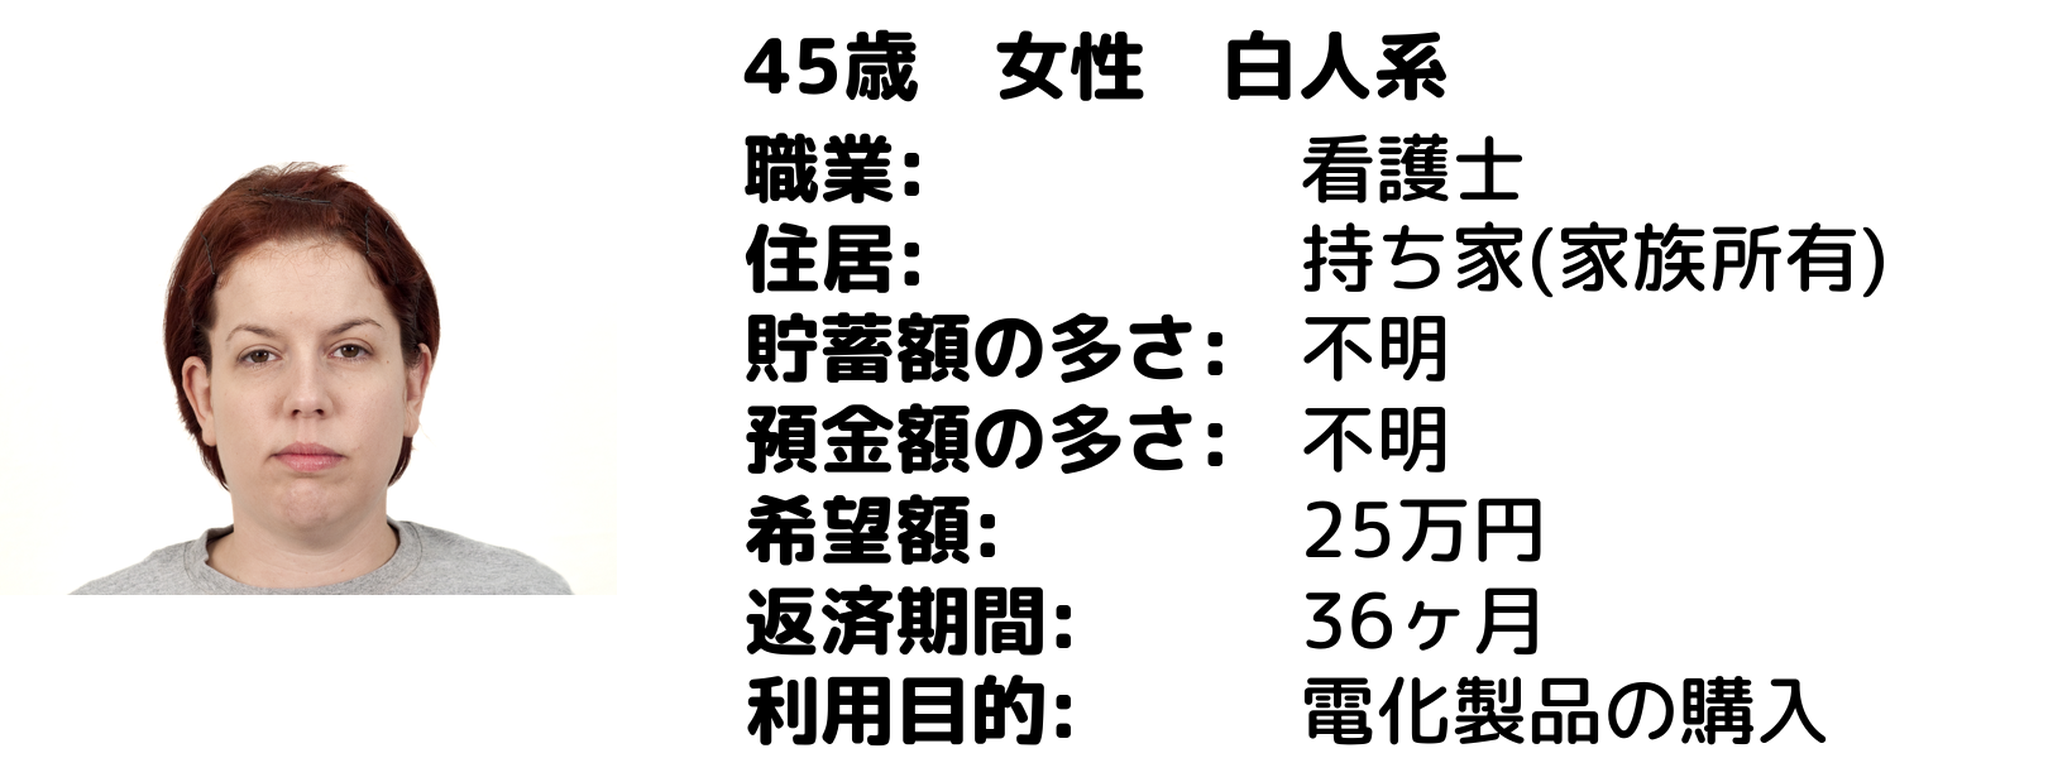 45歳　女性　白人系
職業: 看護士
住居: 持ち家(家族所有)
貯蓄額の多さ: 不明
預金額の多さ: 不明
希望額: 25万円
返済期間: 36ヶ月
利用目的: 電化製品の購入